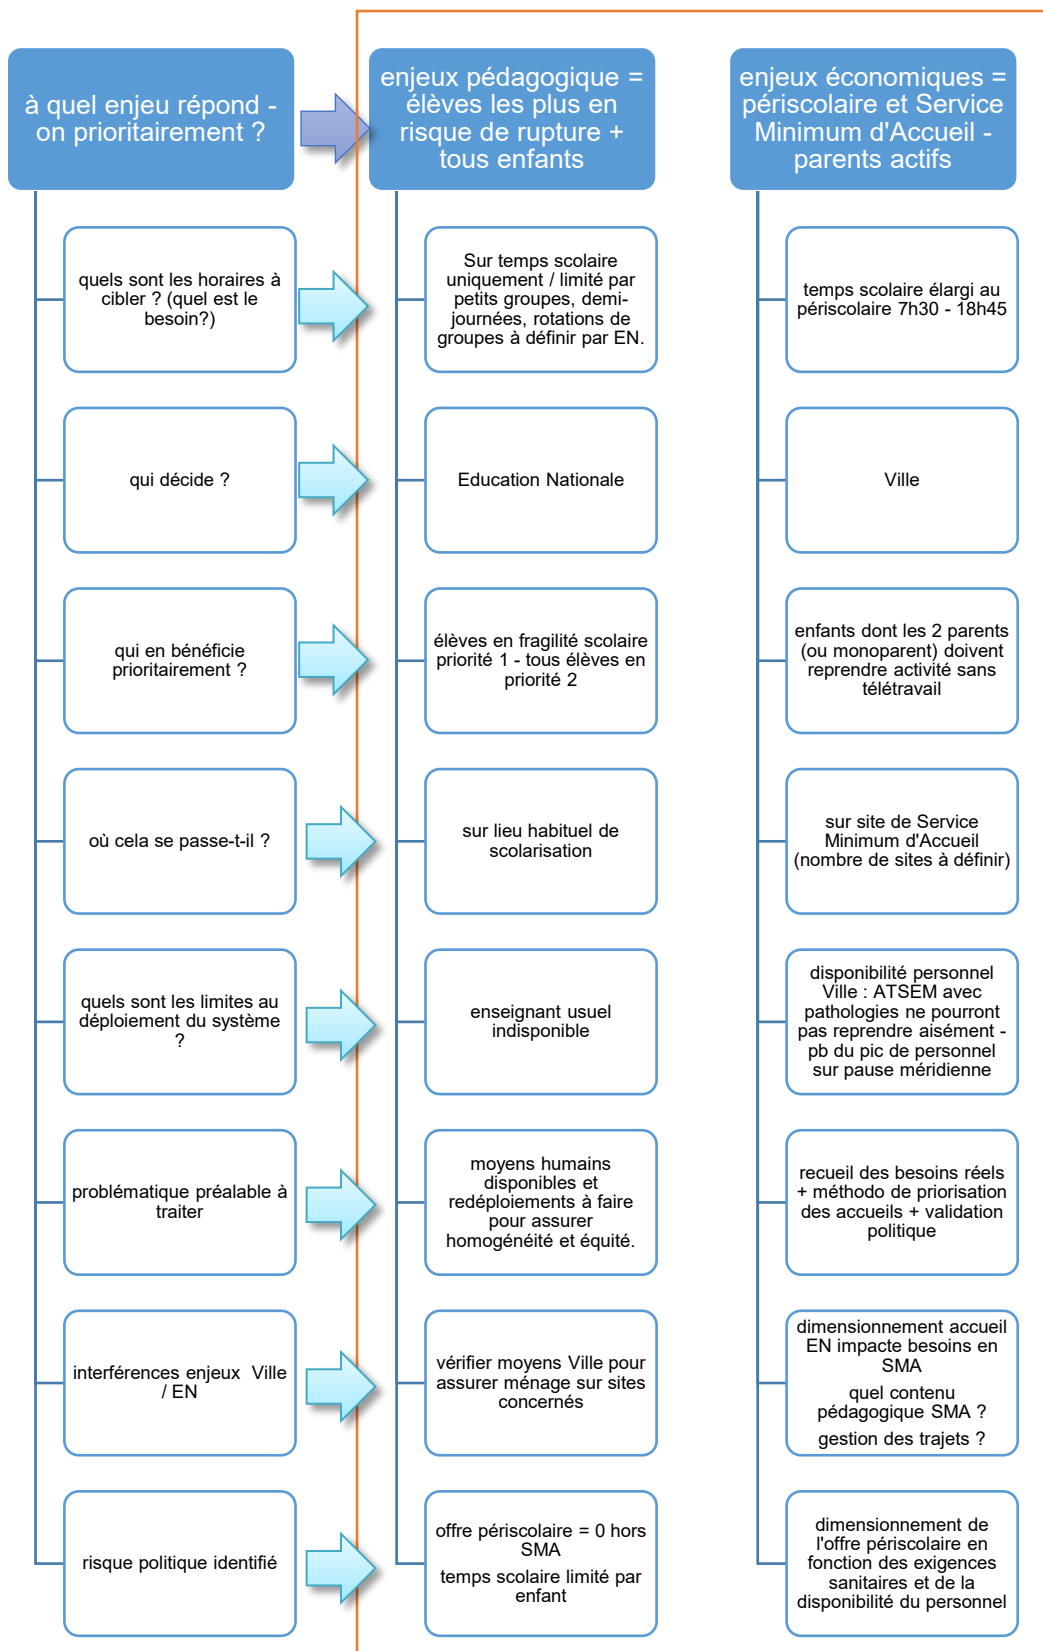 à quel enjeu répond -
on prioritairement ?
enjeux pédagogique =
élèves les plus en
risque de rupture +
tous enfants
enjeux économiques =
périscolaire et Service
Minimum d'Accueil -
parents actifs
quels sont les horaires à
cibler ? (quel est le
besoin?)
Sur temps scolaire
uniquement / limité par
petits groupes, demi-
journées, rotations de
groupes à définir par EN.
temps scolaire élargi au
périscolaire 7h30 - 18h45
qui décide ?
Education Nationale
Ville
qui en bénéficie
prioritairement ?
élèves en fragilité scolaire
priorité 1 - tous élèves en
priorité 2
enfants dont les 2 parents
(ou monoparent) doivent
reprendre activité sans
télétravail
où cela se passe-t-il ?
sur lieu habituel de
scolarisation
sur site de Service
Minimum d'Accueil
(nombre de sites à définir)
quels sont les limites au
déploiement du système
?
enseignant usuel
indisponible
disponibilité personnel
Ville : ATSEM avec
pathologies ne pourront
pas reprendre aisément -
pb du pic de personnel
sur pause méridienne
problématique préalable à
traiter
moyens humains
disponibles et
redéploiements à faire
pour assurer
homogénéité et équité.
recueil des besoins réels
+ méthodo de priorisation
des accueils + validation
politique
interférences enjeux  Ville
/ EN
vérifier moyens Ville pour
assurer ménage sur sites
concernés
dimensionnement accueil
EN impacte besoins en
SMA
quel contenu
pédagogique SMA ?
gestion des trajets ?
risque politique identifié
offre périscolaire = 0 hors
SMA
temps scolaire limité par
enfant
dimensionnement de
l'offre périscolaire en
fonction des exigences
sanitaires et de la
disponibilité du personnel